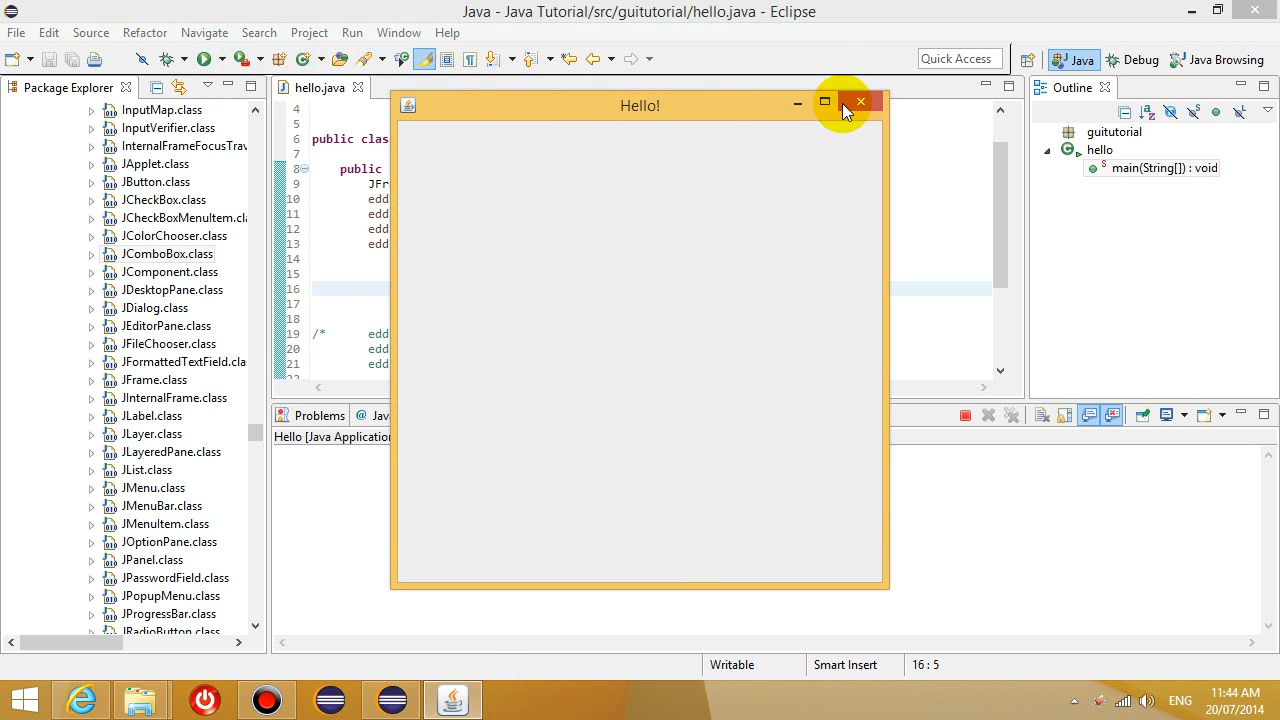 Java - Java Tutorial/src/guitutorial/hello.java - Eclipse
File Edit Source Refactor Navigate Search Project Run Window Help
Quick Access
Java
Debug
Java Browsing
Package Explorer
InputMap.class
InputVerifier.class
InternalFrameFocusTrav
JApplet.class
JButton.class
JCheckBox.class
JCheckBoxMenuItem.cla
JColorChooser.class
JComboBox.class
JComponent.class
JDesktopPane.class
JDialog.class
JEditorPane.class
JFileChooser.class
JFormattedTextField.cla
JFrame.class
JInternalFrame.class
JLabel.class
JLayer.class
JLayeredPane.class
JList.class
JMenu.class
JMenuBar.class
JMenuItem.class
JOptionPane.class
JPanel.class
JPasswordField.class
JPopupMenu.class
JProgressBar.class
JRadioButton.class
hello.java
4
5
6 public clas
7
8 public
9 JFr
10 edd
11 edd
12 edd
13 edd
14
15
16
17
18
19 /* edd
20 edd
21 edd
22
Hello!
Outline
guitutorial
hello
main(String[]) : void
Problems
@ Jav
Hello [Java Application
Writable
Smart Insert
16 : 5
ENG
11:44 AM
20/07/2014